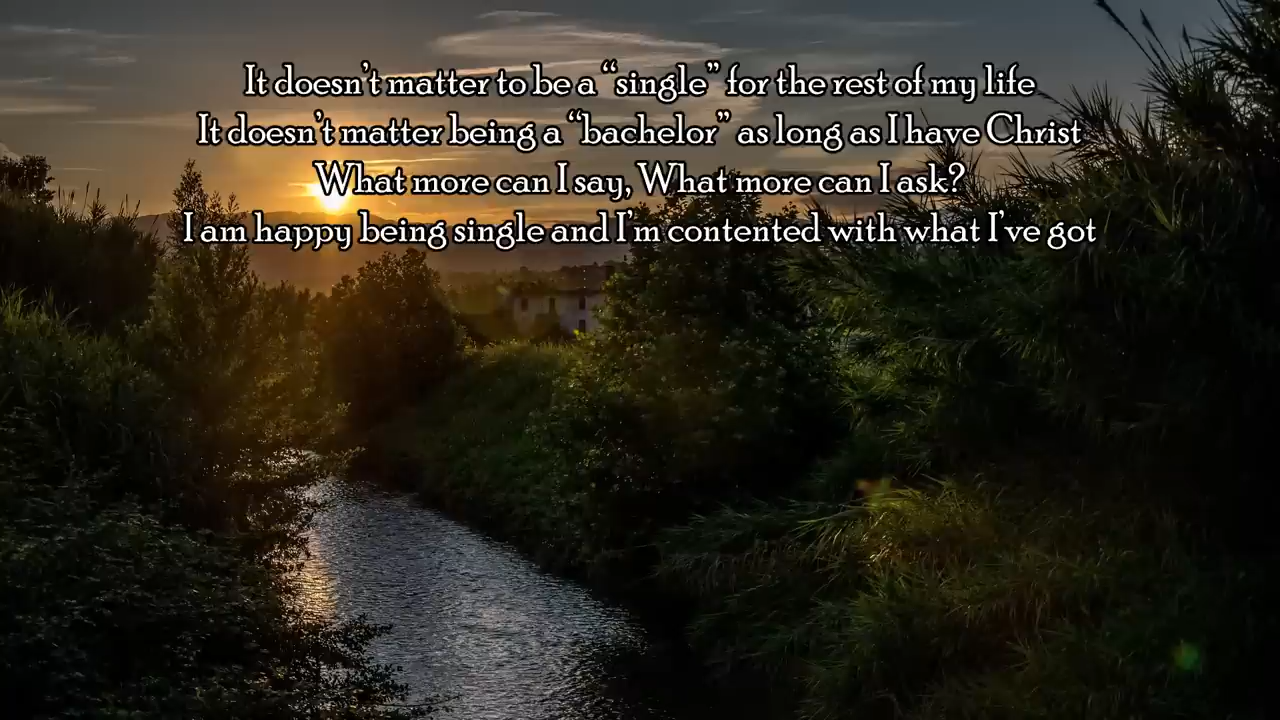 It doesn't matter to be a “single” for the rest of my life
It doesn't matter being a “bachelor” as long as I have Christ
What more can I say, What more can I ask?
I am happy being single and I'm contented with what I've got